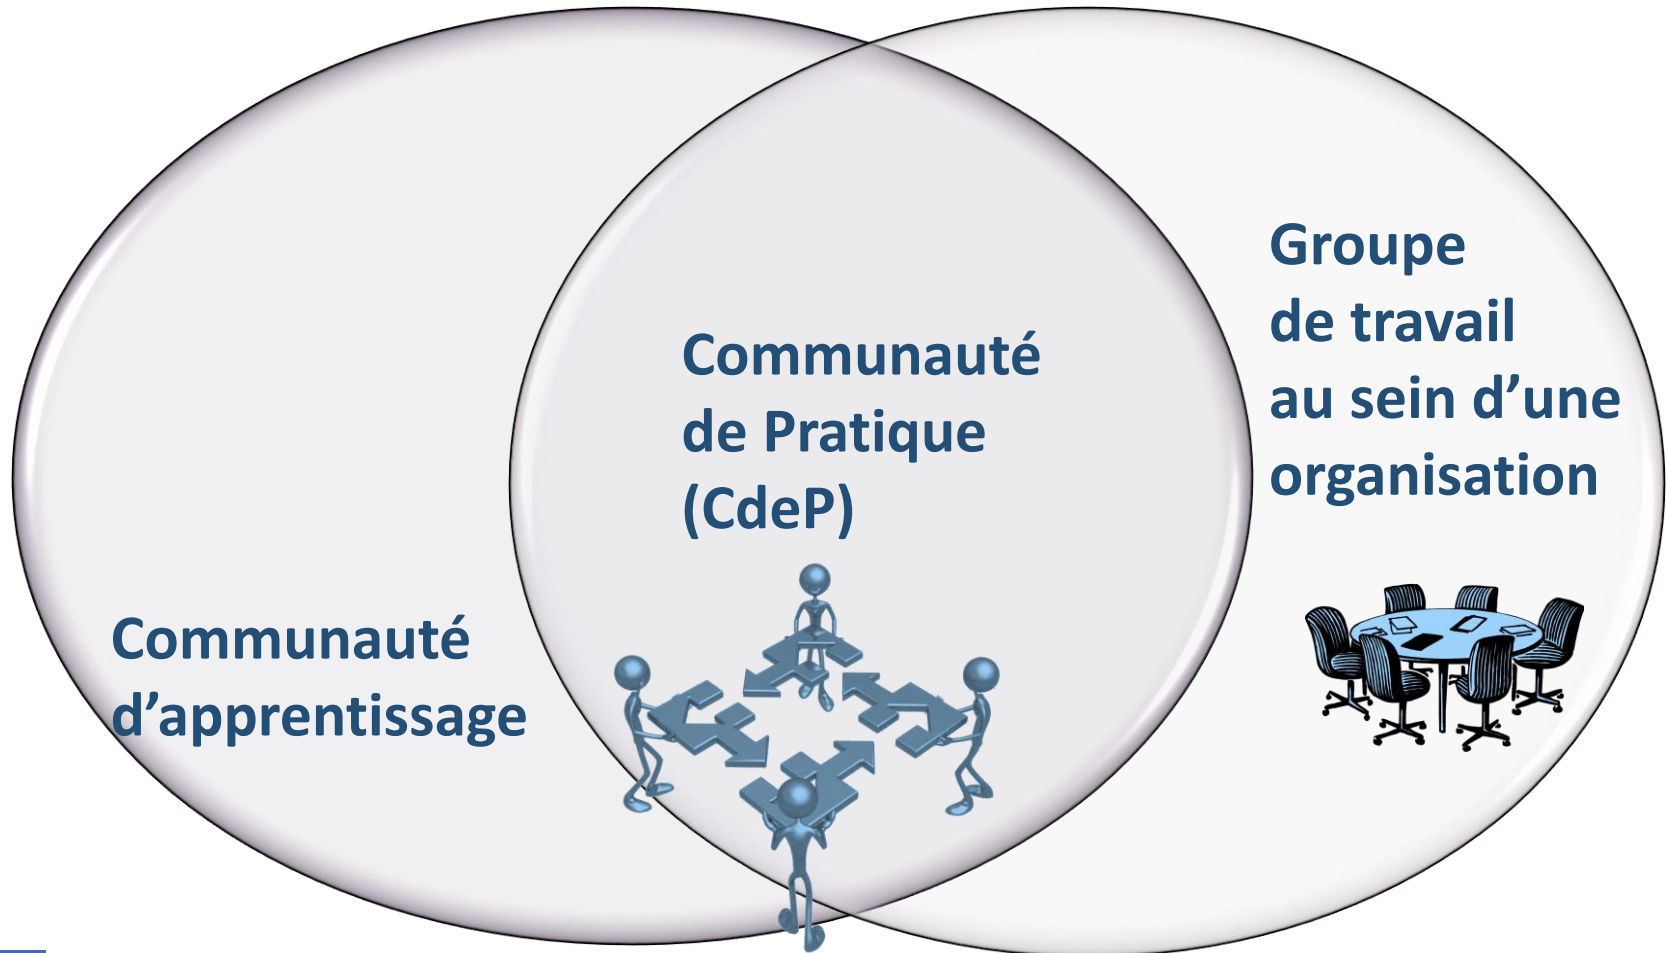 Communauté
d’apprentissage
Communauté
de Pratique
(CdeP)
Groupe
de travail
au sein d’une
organisation